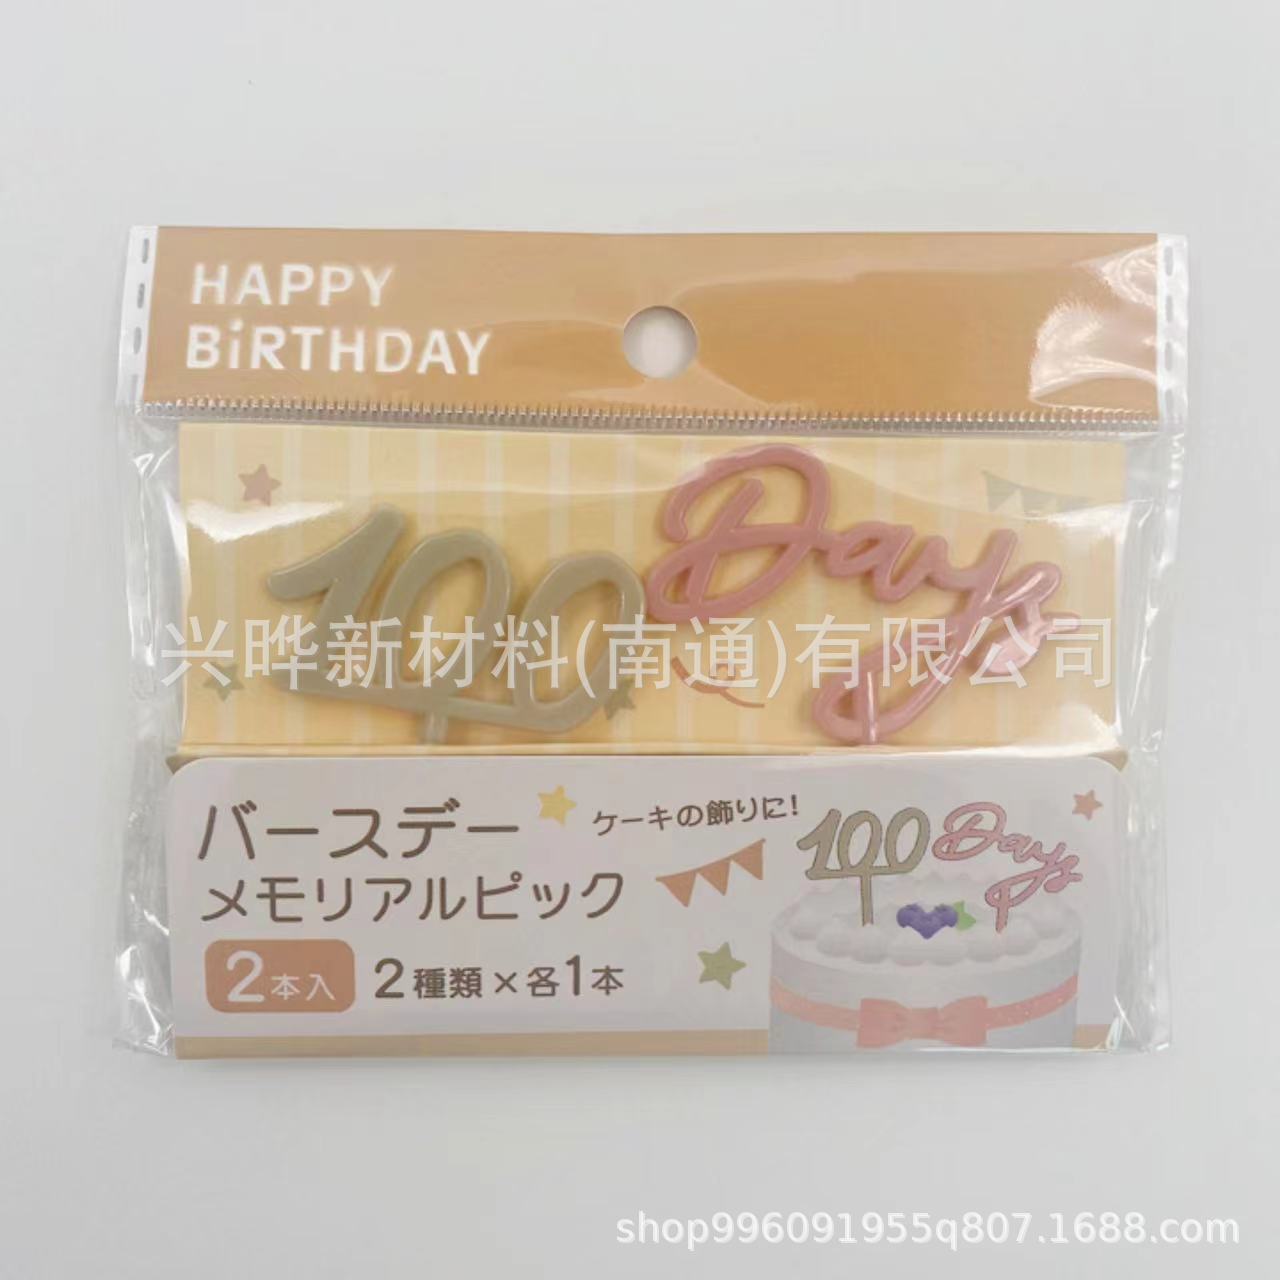 HAPPY
BiRTHDAY
100
Days
兴晔新材料(南通)有限公司
バースデー
メモリアルピック
ケーキの飾りに!
100
Days
2本入
2種類×各1本
shop996091955q807.1688.com